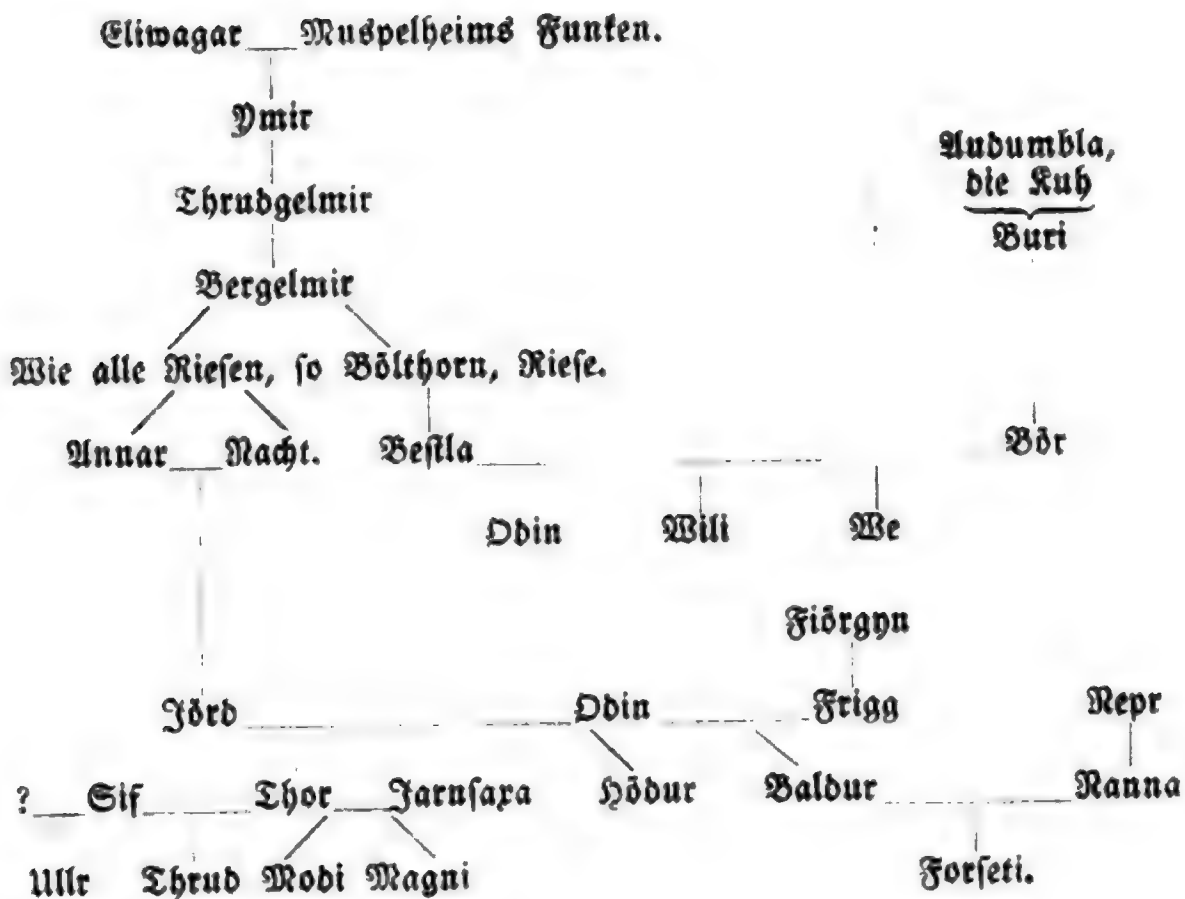 Eliwagar Muspelheims Funken.
Ymir
Audumbla,
die Kuh
Thrudgelmir
Buri
Bergelmir
Wie alle Riesen, so Bölthorn, Riese.
Annar Nacht. Bestla Bör
Odin Wili We
Fiörgyn
Jörd Odin Frigg Nepr
? Sif Thor Jarnsaxa Hödur Baldur Nanna
Ullr Thrud Modi Magni Forseti.